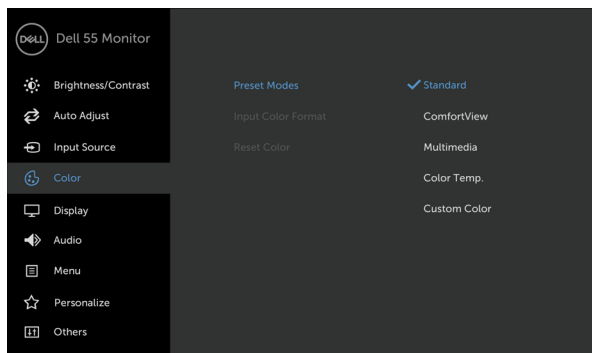 DELL Dell 55 Monitor
Brightness/Contrast
Auto Adjust
Input Source
Color
Display
Audio
Menu
Personalize
Others
Preset Modes
Input Color Format
Reset Color
Standard
ComfortView
Multimedia
Color Temp.
Custom Color